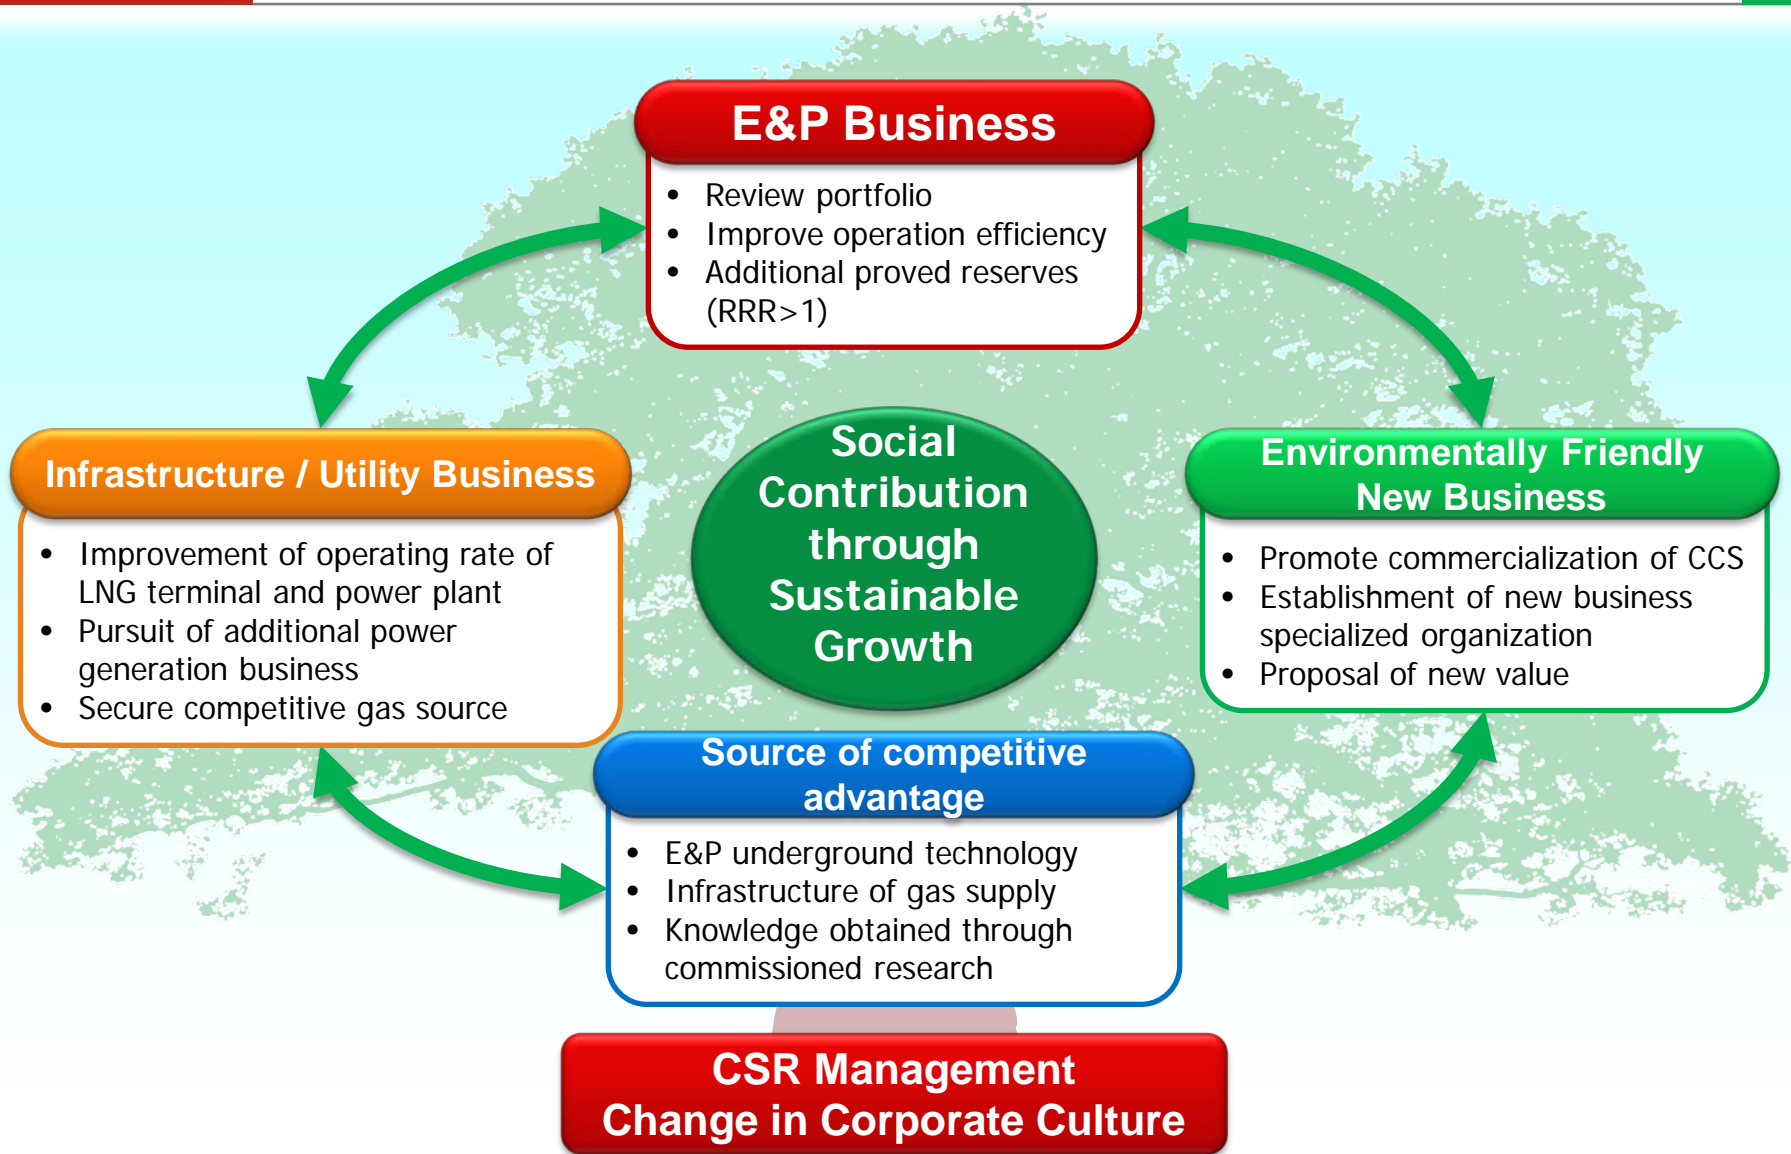 E&P Business
• Review portfolio
• Improve operation efficiency
• Additional proved reserves
(RRR>1)
Infrastructure / Utility Business
• Improvement of operating rate of
LNG terminal and power plant
• Pursuit of additional power
generation business
• Secure competitive gas source
Social
Contribution
through
Sustainable
Growth
Environmentally Friendly
New Business
• Promote commercialization of CCS
• Establishment of new business
specialized organization
• Proposal of new value
Source of competitive
advantage
• E&P underground technology
• Infrastructure of gas supply
• Knowledge obtained through
commissioned research
CSR Management
Change in Corporate Culture